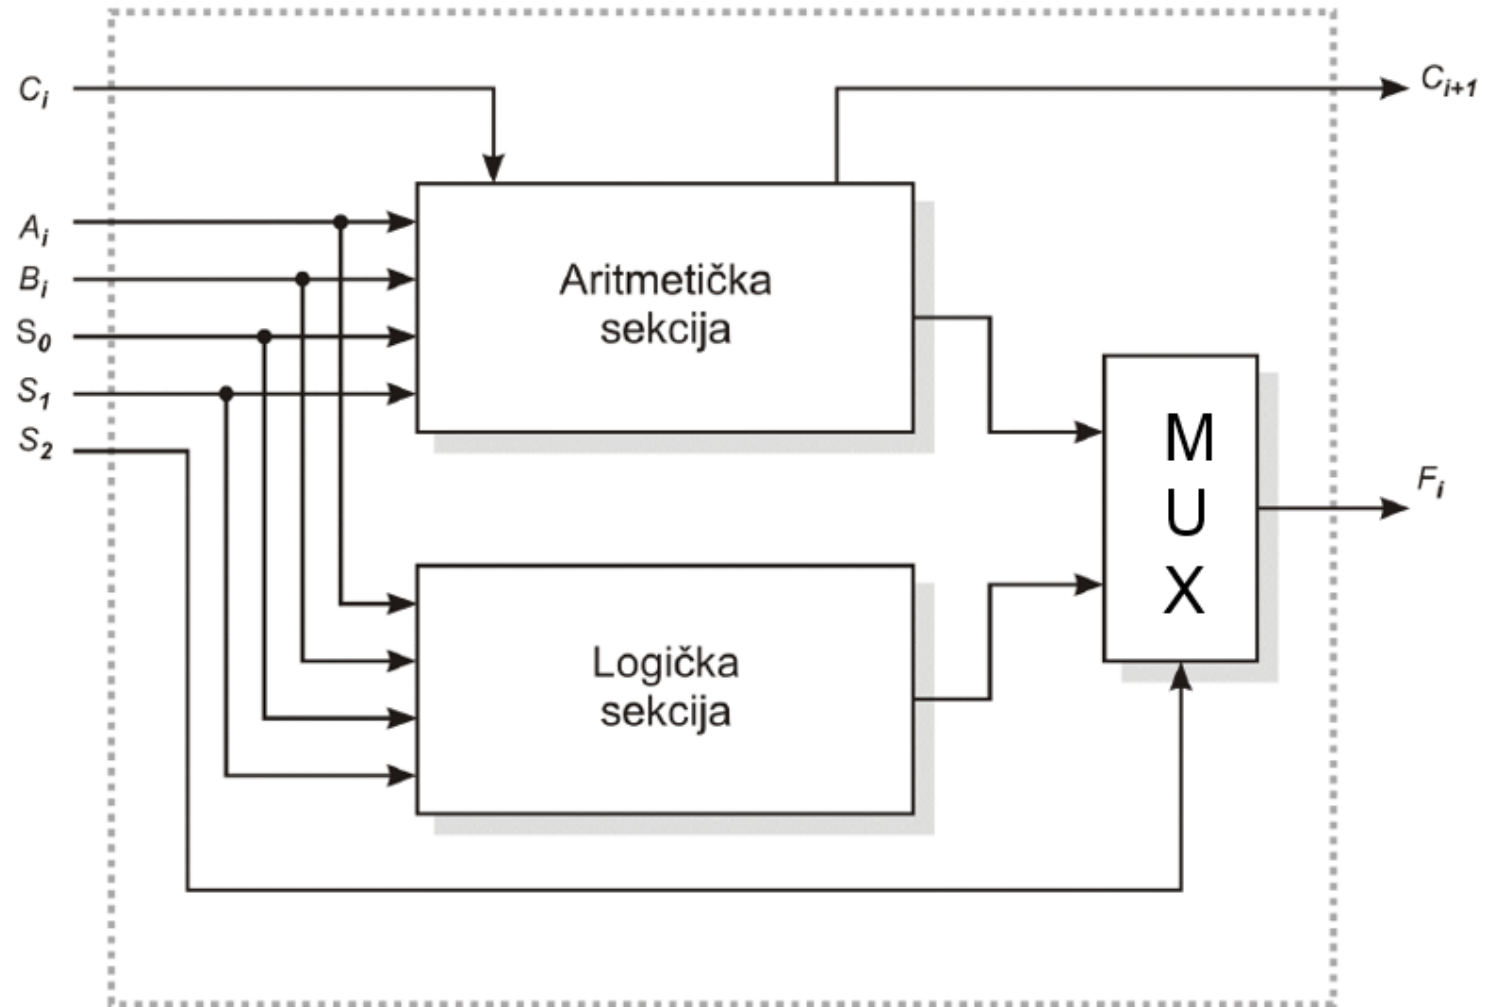 Ci
Ci+1
Ai
Bi
S0
S1
S2
Aritmetička
sekcija
M
U
X
Fi
Logička
sekcija